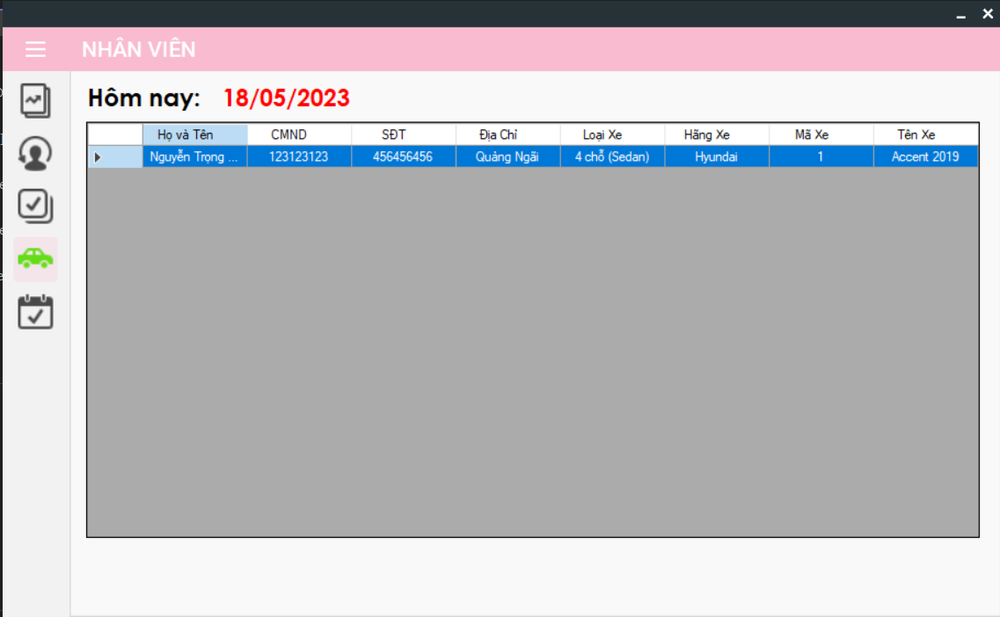 NHÂN VIÊN
Hôm nay: 18/05/2023
Họ và Tên CMND SĐT Địa Chỉ Loại Xe Hãng Xe Mã Xe Tên Xe
Nguyễn Trọng ... 123123123 456456456 Quảng Ngãi 4 chỗ (Sedan) Hyundai 1 Accent 2019